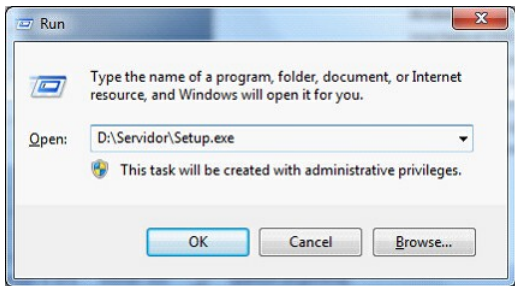 Run
Type the name of a program, folder, document, or Internet
resource, and Windows will open it for you.
Open: D:\Servidor\Setup.exe
This task will be created with administrative privileges.
OK Cancel Browse...